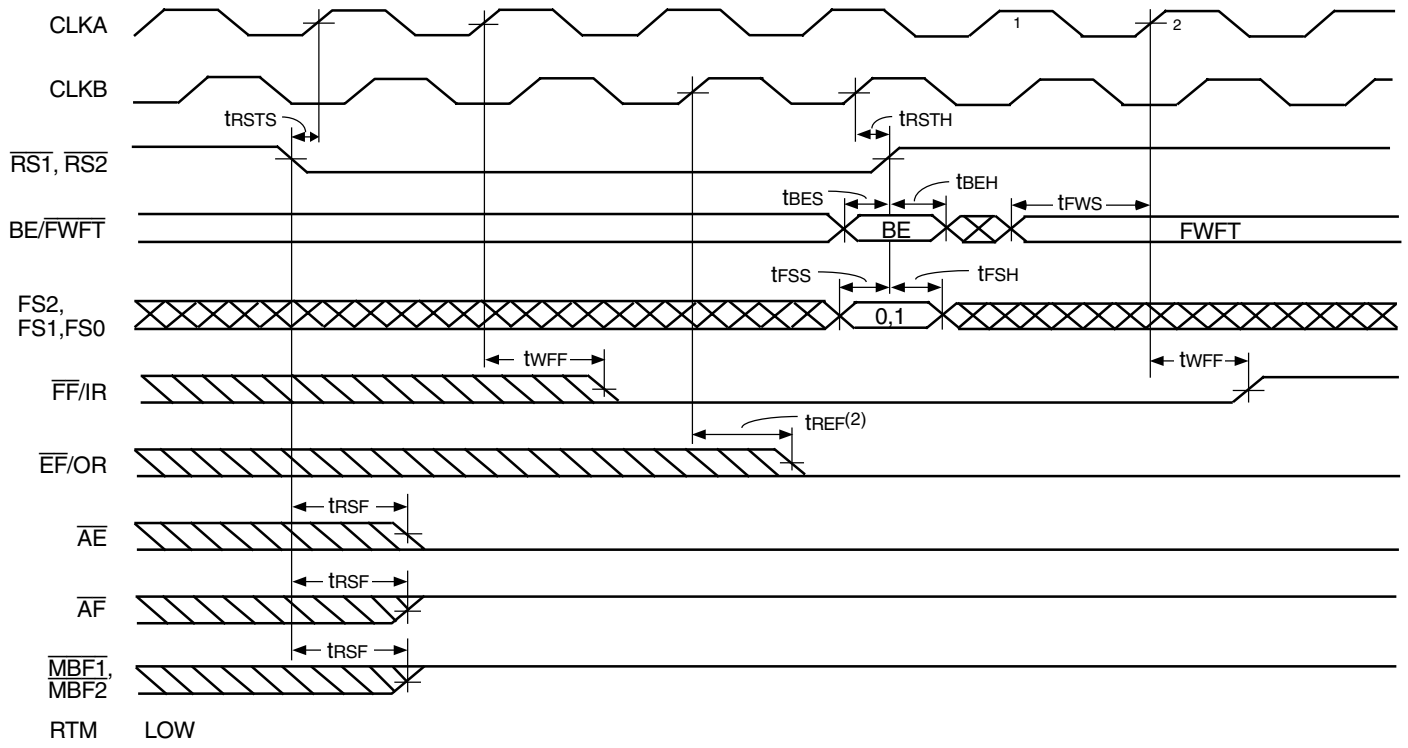 CLKA
1
2
CLKB
tRSTS
tRSTH
RS1, RS2
tBES
tBEH
tFWS
BE/FWFT
BE
FWFT
tFSS
tFSH
FS2,
FS1,FS0
0,1
tWFF
tWFF
FF/IR
tREF(2)
EF/OR
tRSF
AE
tRSF
AF
tRSF
MBF1,
MBF2
RTM LOW